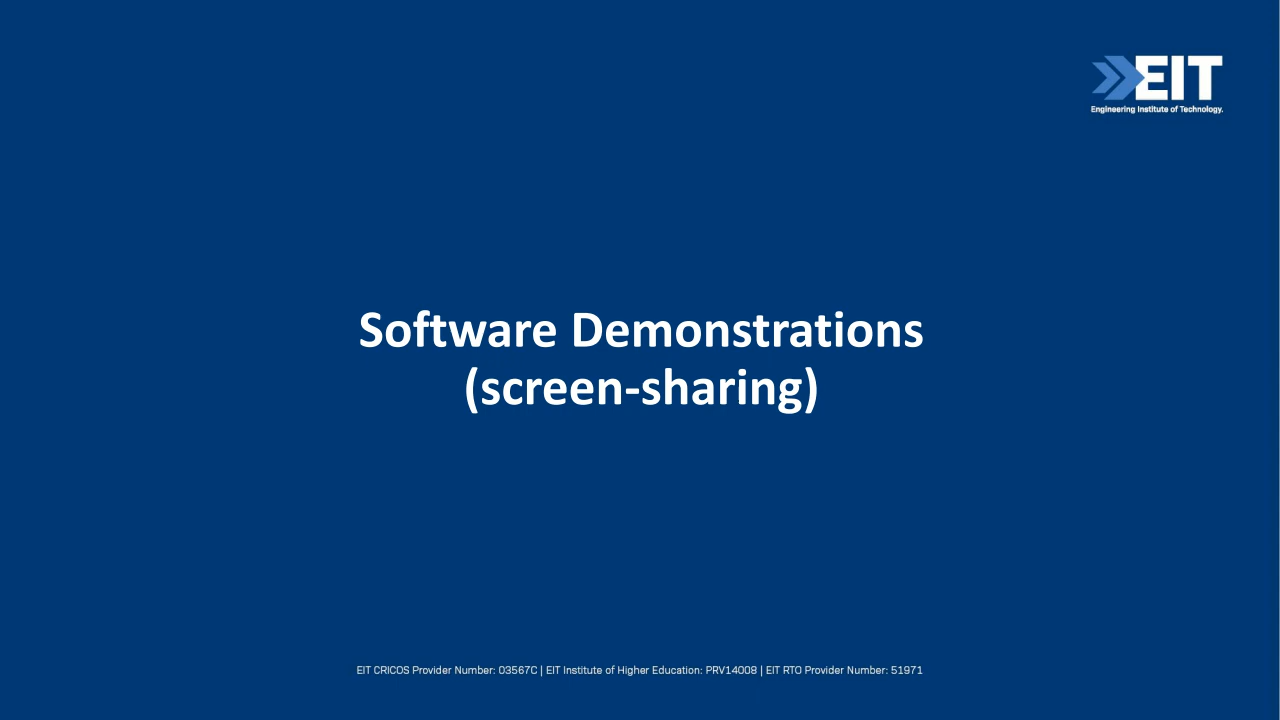 EIT
Engineering Institute of Technology.
Software Demonstrations
(screen-sharing)
EIT CRICOS Provider Number: 03567C | EIT Institute of Higher Education: PRV14008 | EIT RTO Provider Number: 51971